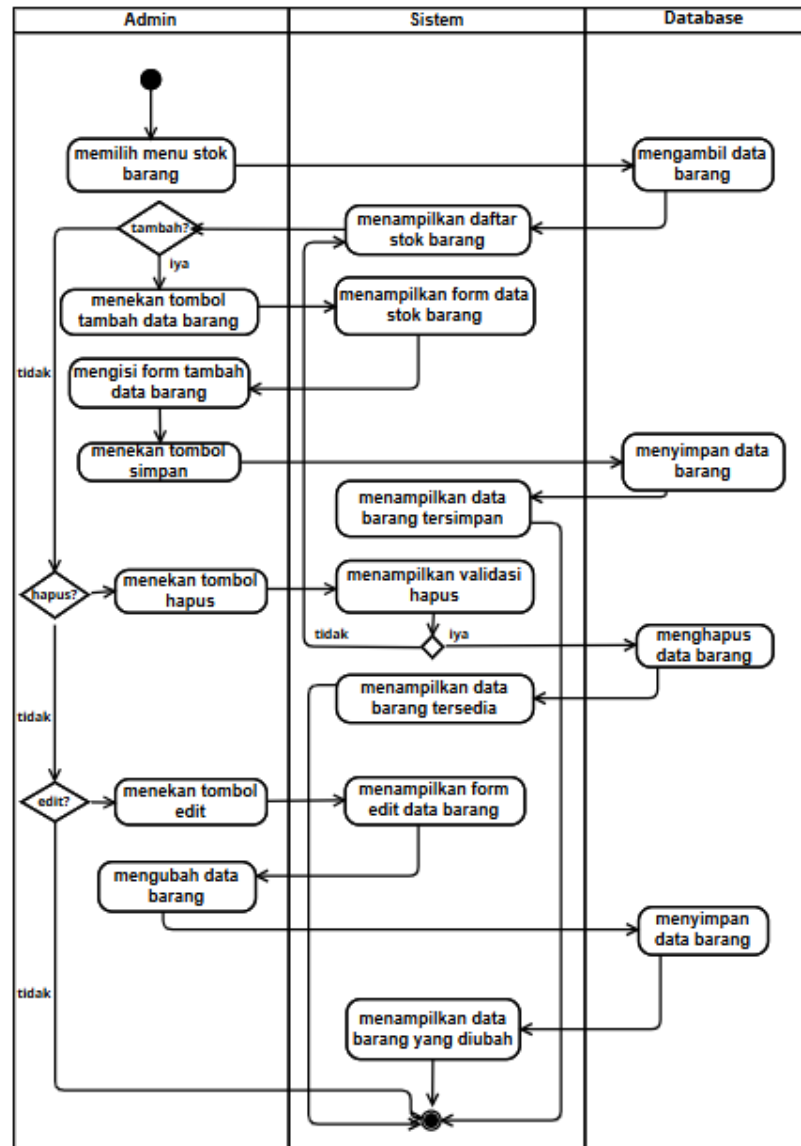 Admin
Sistem
Database
memilih menu stok
barang
mengambil data
barang
tambah?
menampilkan daftar
stok barang
iya
menekan tombol
tambah data barang
menampilkan form data
stok barang
tidak
mengisi form tambah
data barang
menekan tombol
simpan
menyimpan data
barang
menampilkan data
barang tersimpan
hapus?
menekan tombol
hapus
menampilkan validasi
hapus
tidak
iya
menghapus
data barang
menampilkan data
barang tersedia
tidak
edit?
menekan tombol
edit
menampilkan form
edit data barang
mengubah data
barang
menyimpan
data barang
tidak
menampilkan data
barang yang diubah